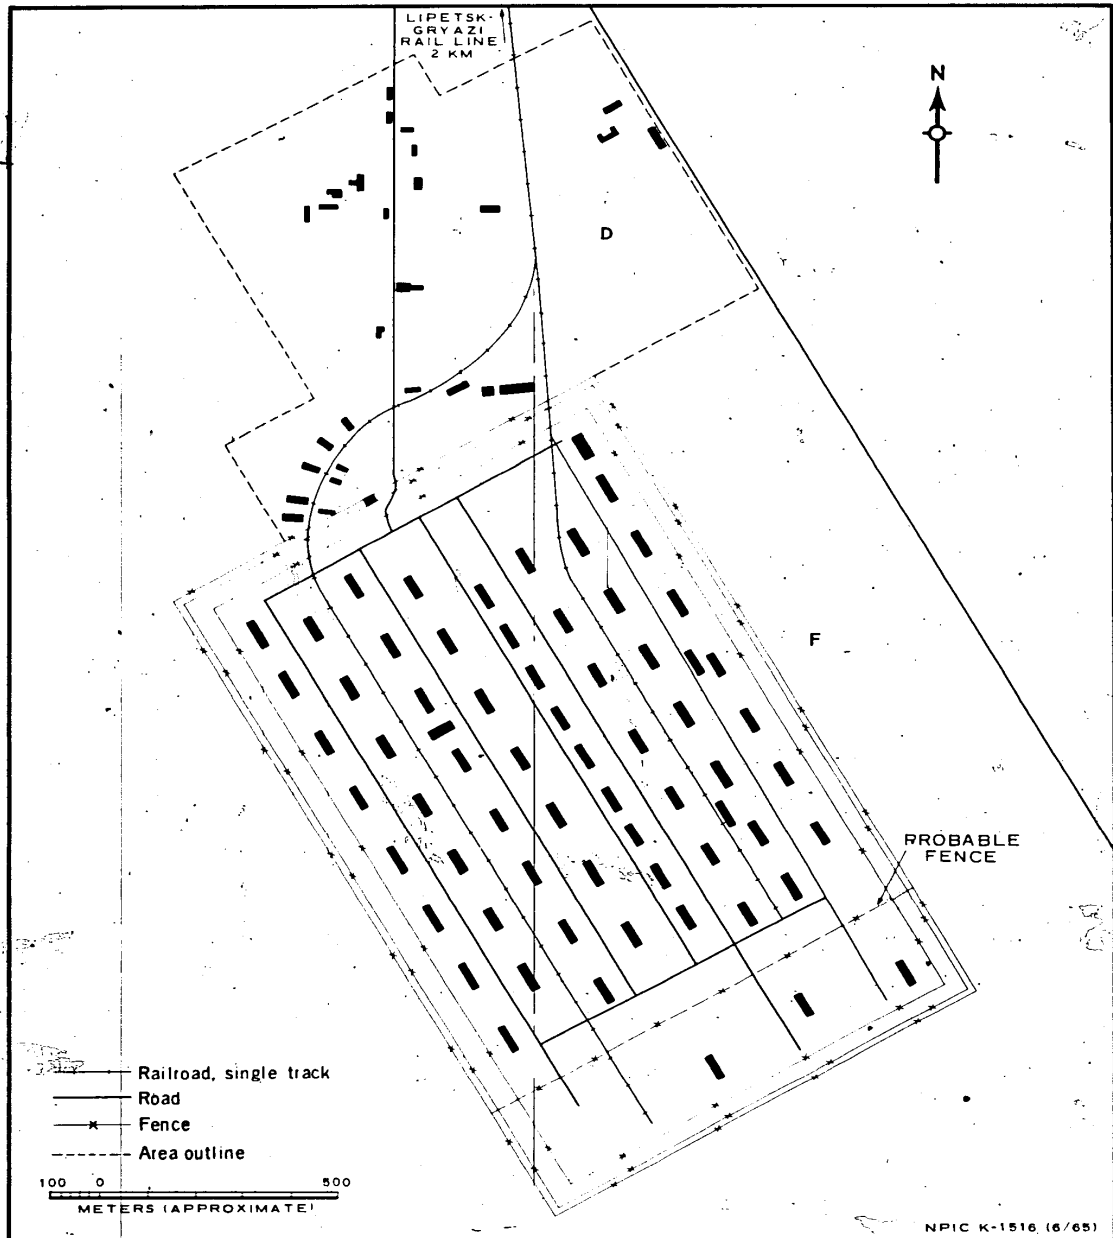 LIPETSK-
GRYAZI
RAIL LINE
2 KM
N
D
F
PROBABLE
FENCE
Railroad, single track
Road
Fence
Area outline
100 0 500
METERS (APPROXIMATE)
NPIC K-1516 (6/65)